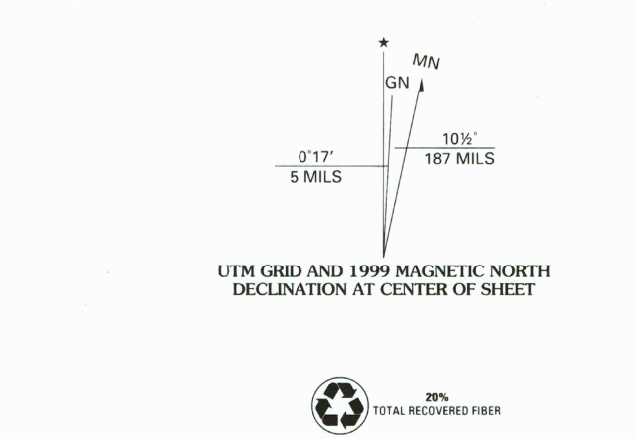 ★
MN
GN
10½°
187 MILS
0°17'
5 MILS
UTM GRID AND 1999 MAGNETIC NORTH
DECLINATION AT CENTER OF SHEET
20%
TOTAL RECOVERED FIBER